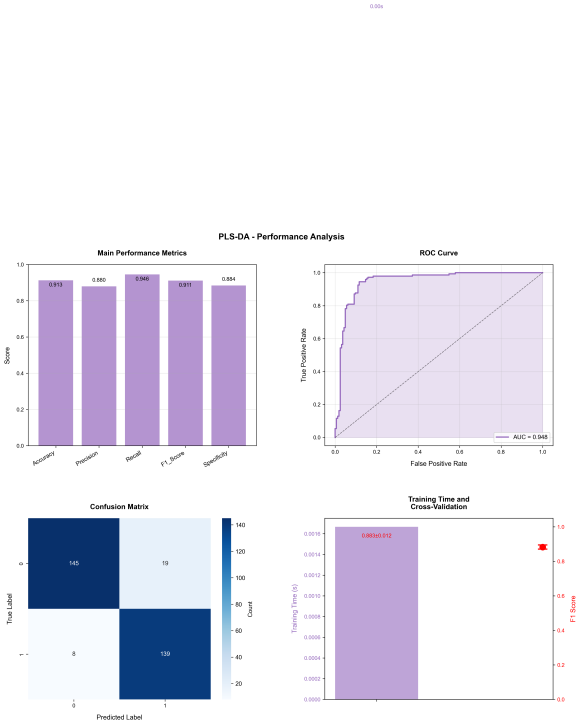 0.00s
PLS-DA - Performance Analysis
Main Performance Metrics
1.0
0.8
0.6
0.4
0.2
0.0
Score
0.913
0.880
0.946
0.911
0.884
Accuracy
Precision
Recall
F1_Score
Specificity
ROC Curve
1.0
0.8
0.6
0.4
0.2
0.0
True Positive Rate
0.0
0.2
0.4
0.6
0.8
1.0
False Positive Rate
AUC = 0.948
Confusion Matrix
0
1
True Label
145
19
8
139
0
1
Predicted Label
140
120
100
80
60
40
20
Count
Training Time and
Cross-Validation
0.0016
0.0014
0.0012
0.0010
0.0008
0.0006
0.0004
0.0002
0.0000
Training Time (s)
0.883±0.012
1.0
0.8
0.6
0.4
0.2
0.0
F1 Score